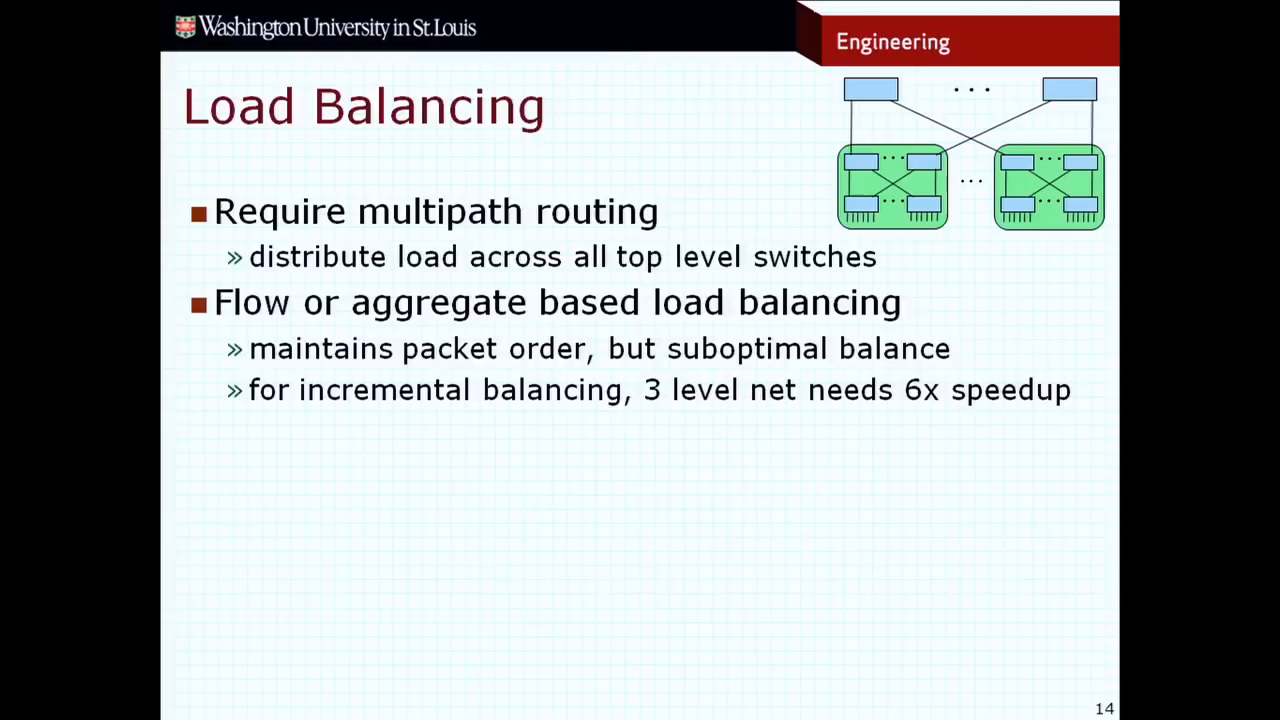 Washington University in St. Louis
Engineering
Load Balancing
■ Require multipath routing
» distribute load across all top level switches
■ Flow or aggregate based load balancing
» maintains packet order, but suboptimal balance
» for incremental balancing, 3 level net needs 6x speedup
14